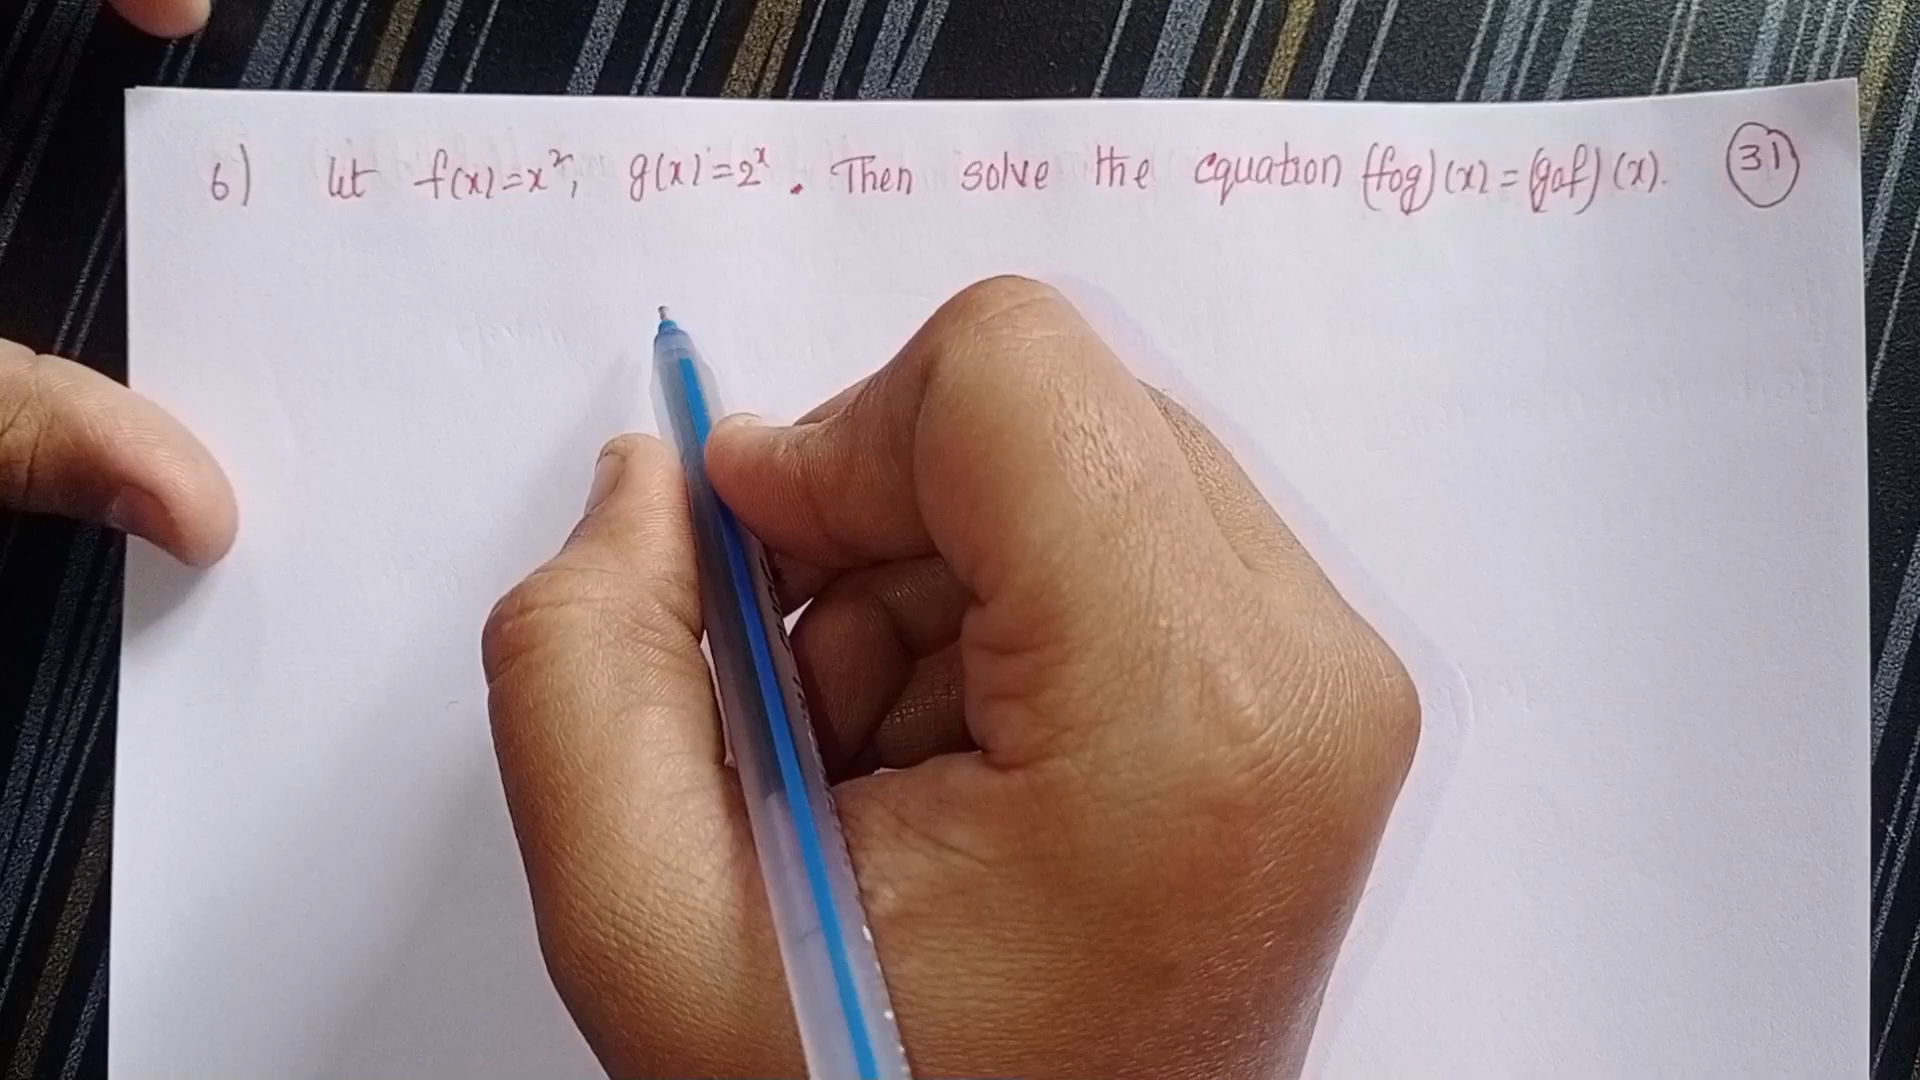 6) let f(x)=x², g(x)=2ˣ. Then solve the equation (fog)(x)=(gof)(x). 31